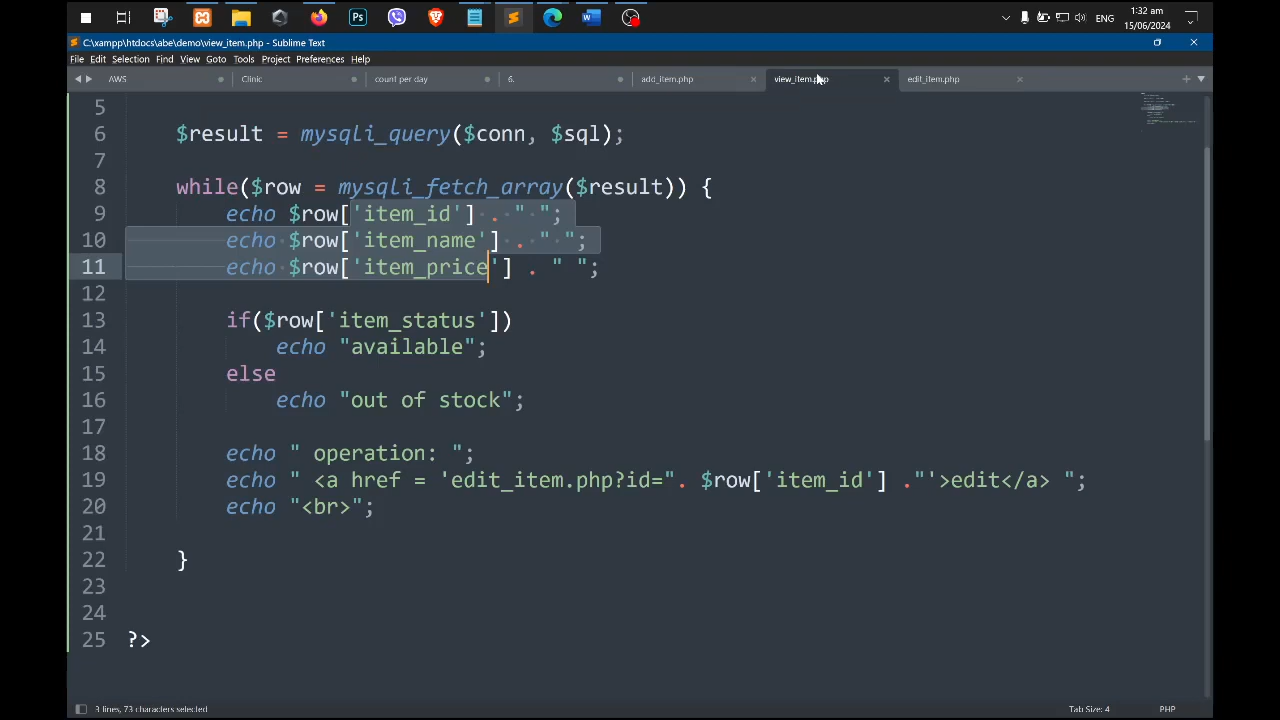 1:32 am
ENG
15/06/2024
C:\xampp\htdocs\abe\demo\view_item.php - Sublime Text
File Edit Selection Find View Goto Tools Project Preferences Help
AWS Clinic count per day 6. add_item.php view_item.php edit_item.php
5
6 $result = mysqli_query($conn, $sql);
7
8 while($row = mysqli_fetch_array($result)) {
9 echo $row['item_id'] . " ";
10 echo $row['item_name'] . " ";
11 echo $row['item_price'] . " ";
12
13 if($row['item_status'])
14 echo "available";
15 else
16 echo "out of stock";
17
18 echo " operation: ";
19 echo " <a href = 'edit_item.php?id=". $row['item_id'] ."'>edit</a> ";
20 echo "<br>";
21
22 }
23
24
25 ?>
3 lines, 73 characters selected
Tab Size: 4
PHP